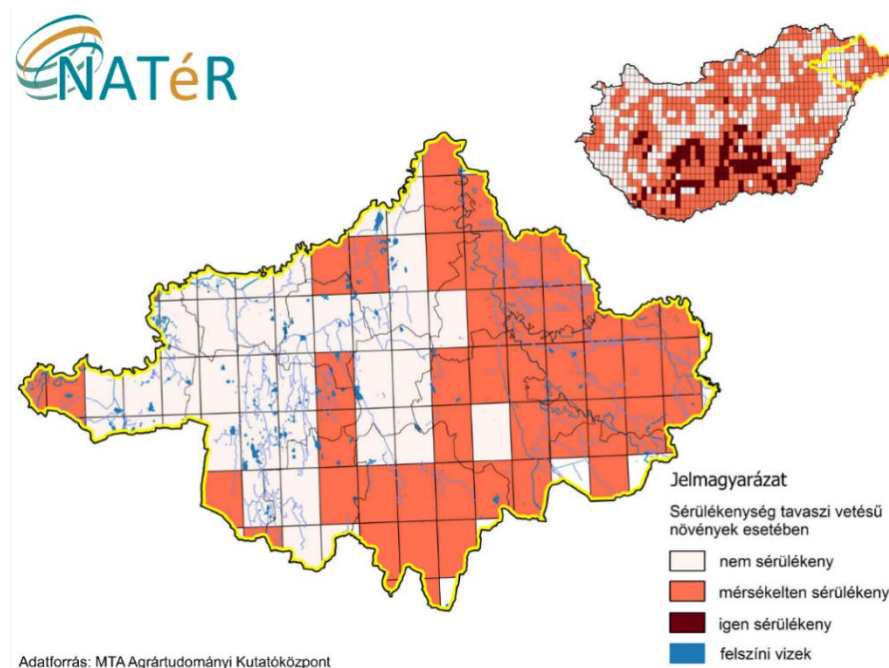 NATéR
Jelmagyarázat
Sérülékenység tavaszi vetésű
növények esetében
nem sérülékeny
mérsékelten sérülékeny
igen sérülékeny
felszíni vizek
Adatforrás: MTA Agrártudományi Kutatóközpont